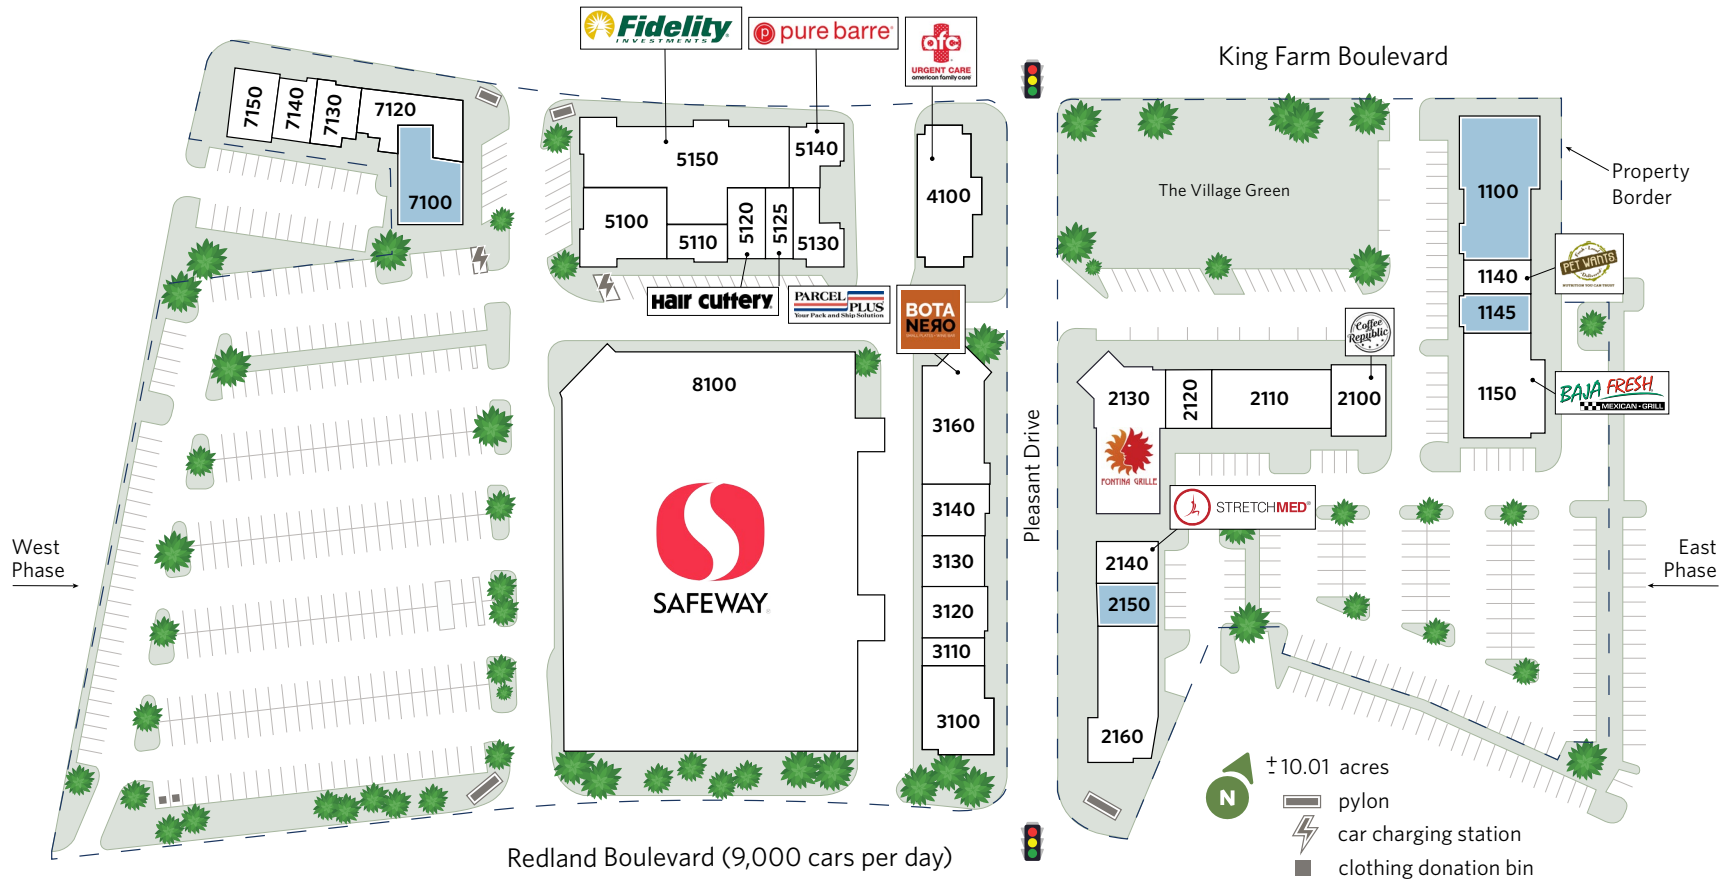 Fidelity
INVESTMENTS
pure barre
afc
URGENT CARE
american family care
King Farm Boulevard
7150
7140
7130
7120
7100
5150
5140
5100
5110
5120
5125
5130
4100
The Village Green
1100
Property
Border
PET WANTS
1140
1145
1150
BAJA FRESH
MEXICAN • GRILL
Hair Cuttery
PARCEL
PLUS
Your Pack and Ship Solution
BOTA
NERO
Coffee
Republic
8100
SAFEWAY
3160
3140
3130
3120
3110
3100
Pleasant Drive
2130
2120
2110
2100
FONTINA GRILLE
STRETCHMED
2140
2150
2160
West
Phase
East
Phase
N
± 10.01 acres
pylon
car charging station
clothing donation bin
Redland Boulevard (9,000 cars per day)